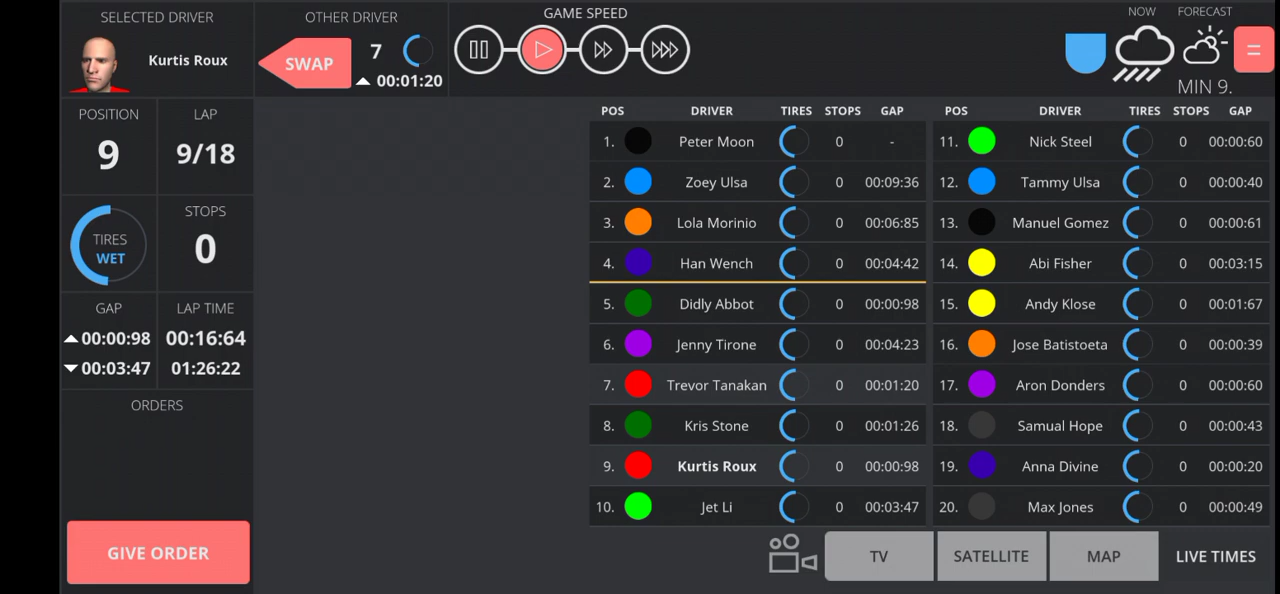 SELECTED DRIVER
Kurtis Roux
OTHER DRIVER
SWAP
7
00:01:20
GAME SPEED
NOW
FORECAST
MIN 9.
POSITION
9
LAP
9/18
TIRES
WET
STOPS
0
GAP
00:00:98
00:03:47
LAP TIME
00:16:64
01:26:22
ORDERS
GIVE ORDER
POS DRIVER TIRES STOPS GAP
1. Peter Moon 0 -
2. Zoey Ulsa 0 00:09:36
3. Lola Morinio 0 00:06:85
4. Han Wench 0 00:04:42
5. Didly Abbot 0 00:00:98
6. Jenny Tirone 0 00:04:23
7. Trevor Tanakan 0 00:01:20
8. Kris Stone 0 00:01:26
9. Kurtis Roux 0 00:00:98
10. Jet Li 0 00:03:47
POS DRIVER TIRES STOPS GAP
11. Nick Steel 0 00:00:60
12. Tammy Ulsa 0 00:00:40
13. Manuel Gomez 0 00:00:61
14. Abi Fisher 0 00:03:15
15. Andy Klose 0 00:01:67
16. Jose Batistoeta 0 00:00:39
17. Aron Donders 0 00:00:60
18. Samual Hope 0 00:00:43
19. Anna Divine 0 00:00:20
20. Max Jones 0 00:00:49
TV
SATELLITE
MAP
LIVE TIMES